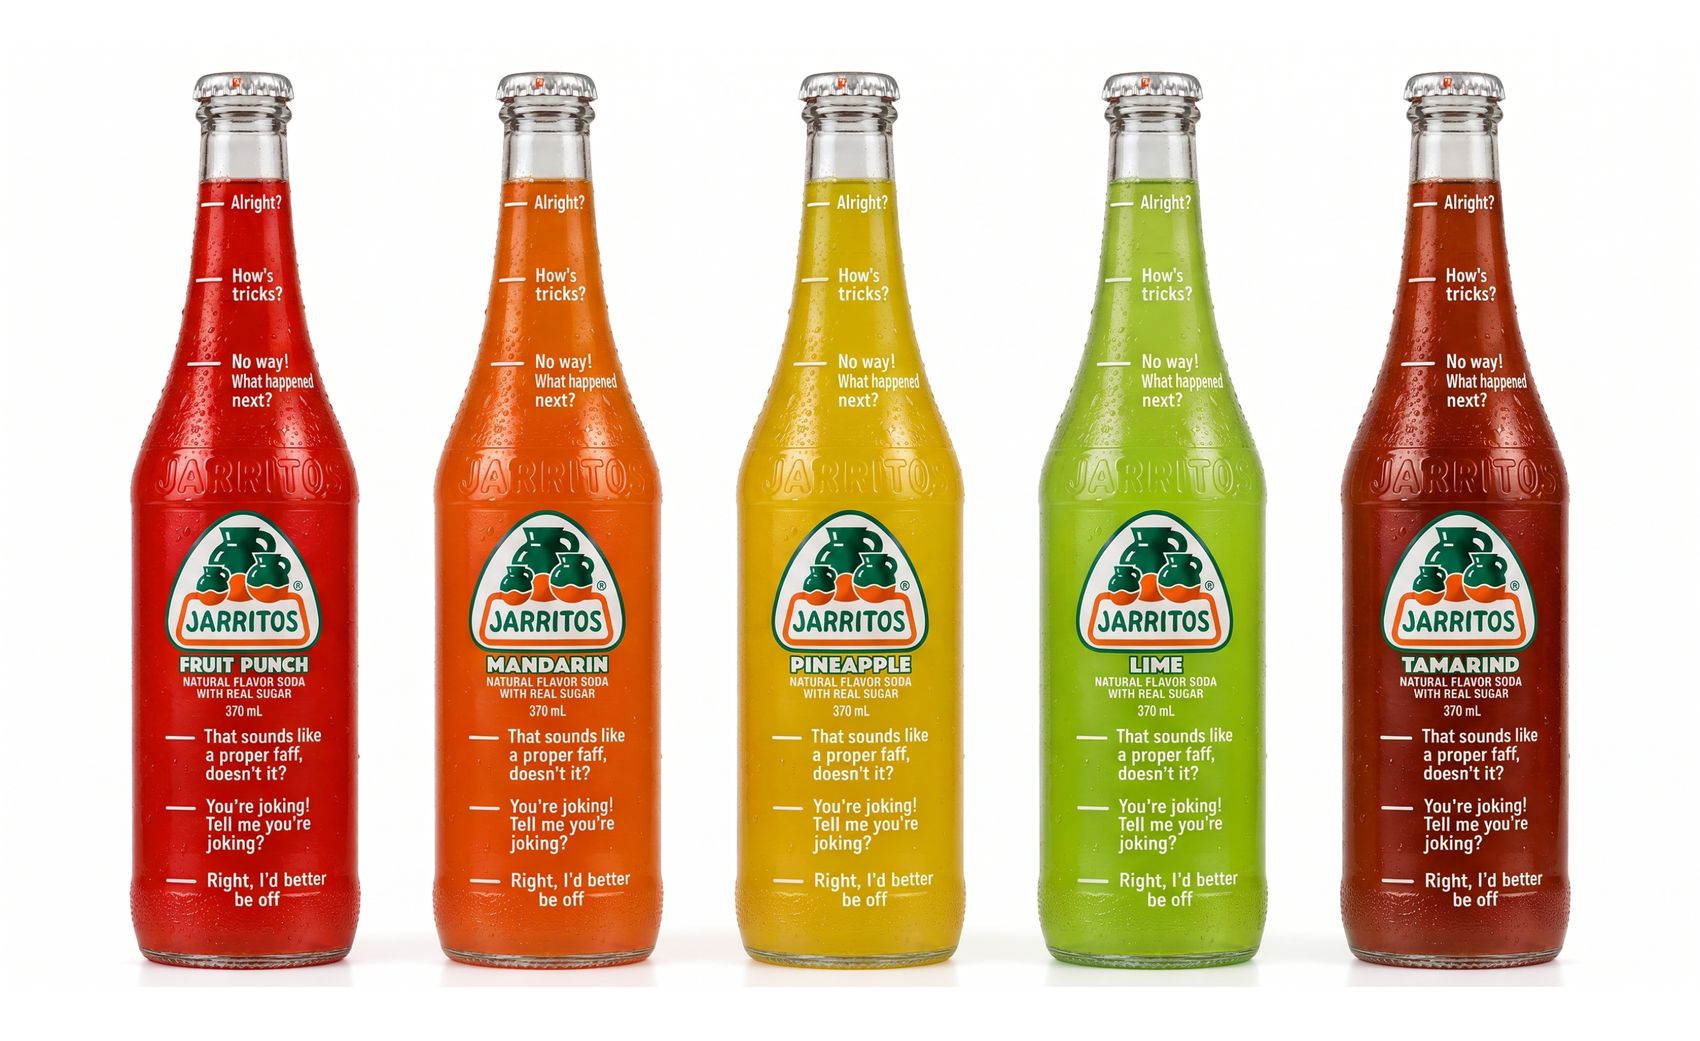 Alright?
How's
tricks?
No way!
What happened
next?
JARRITOS
JARRITOS
®
FRUIT PUNCH
NATURAL FLAVOR SODA
WITH REAL SUGAR
370 mL
That sounds like
a proper faff,
doesn't it?
You're joking!
Tell me you're
joking?
Right, I'd better
be off
Alright?
How's
tricks?
No way!
What happened
next?
JARRITOS
JARRITOS
®
MANDARIN
NATURAL FLAVOR SODA
WITH REAL SUGAR
370 mL
That sounds like
a proper faff,
doesn't it?
You're joking!
Tell me you're
joking?
Right, I'd better
be off
Alright?
How's
tricks?
No way!
What happened
next?
JARRITOS
JARRITOS
®
PINEAPPLE
NATURAL FLAVOR SODA
WITH REAL SUGAR
370 mL
That sounds like
a proper faff,
doesn't it?
You're joking!
Tell me you're
joking?
Right, I'd better
be off
Alright?
How's
tricks?
No way!
What happened
next?
JARRITOS
JARRITOS
®
LIME
NATURAL FLAVOR SODA
WITH REAL SUGAR
370 mL
That sounds like
a proper faff,
doesn't it?
You're joking!
Tell me you're
joking?
Right, I'd better
be off
Alright?
How's
tricks?
No way!
What happened
next?
JARRITOS
JARRITOS
®
TAMARIND
NATURAL FLAVOR SODA
WITH REAL SUGAR
370 mL
That sounds like
a proper faff,
doesn't it?
You're joking!
Tell me you're
joking?
Right, I'd better
be off